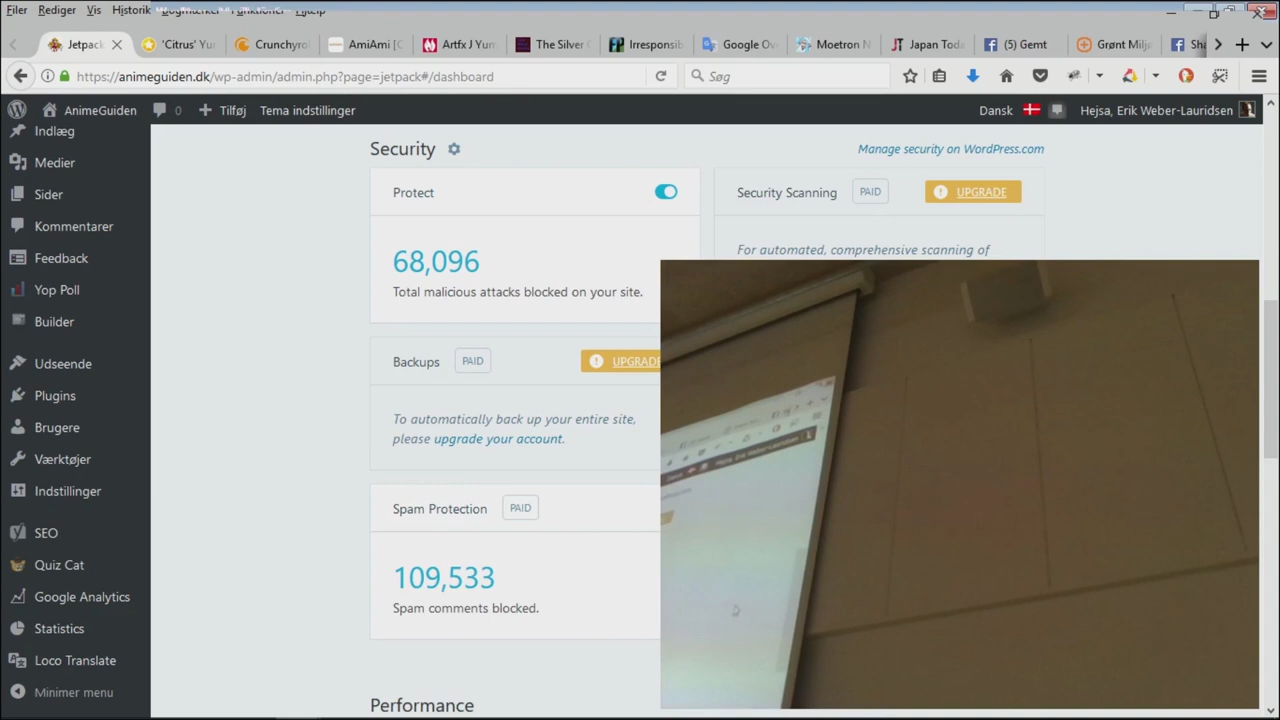 Filer Rediger Vis Historik
Jetpack 'Citrus' Yu Crunchyro AmiAmi [C Artfx J Yum The Silver C Irresponsib Google Ov Moetron N Japan Toda (5) Gemt Grønt Milj Sha
https://animeguiden.dk/wp-admin/admin.php?page=jetpack#/dashboard
Søg
AnimeGuiden 0 Tilføj Tema indstillinger Dansk Hejsa, Erik Weber-Lauridsen
Indlæg
Medier
Sider
Kommentarer
Feedback
Yop Poll
Builder
Udseende
Plugins
Brugere
Værktøjer
Indstillinger
SEO
Quiz Cat
Google Analytics
Statistics
Loco Translate
Minimer menu
Security
Manage security on WordPress.com
Protect
68,096
Total malicious attacks blocked on your site.
Security Scanning PAID UPGRADE
For automated, comprehensive scanning of
Backups PAID UPGRADE
To automatically back up your entire site,
please upgrade your account.
Spam Protection PAID
109,533
Spam comments blocked.
Performance